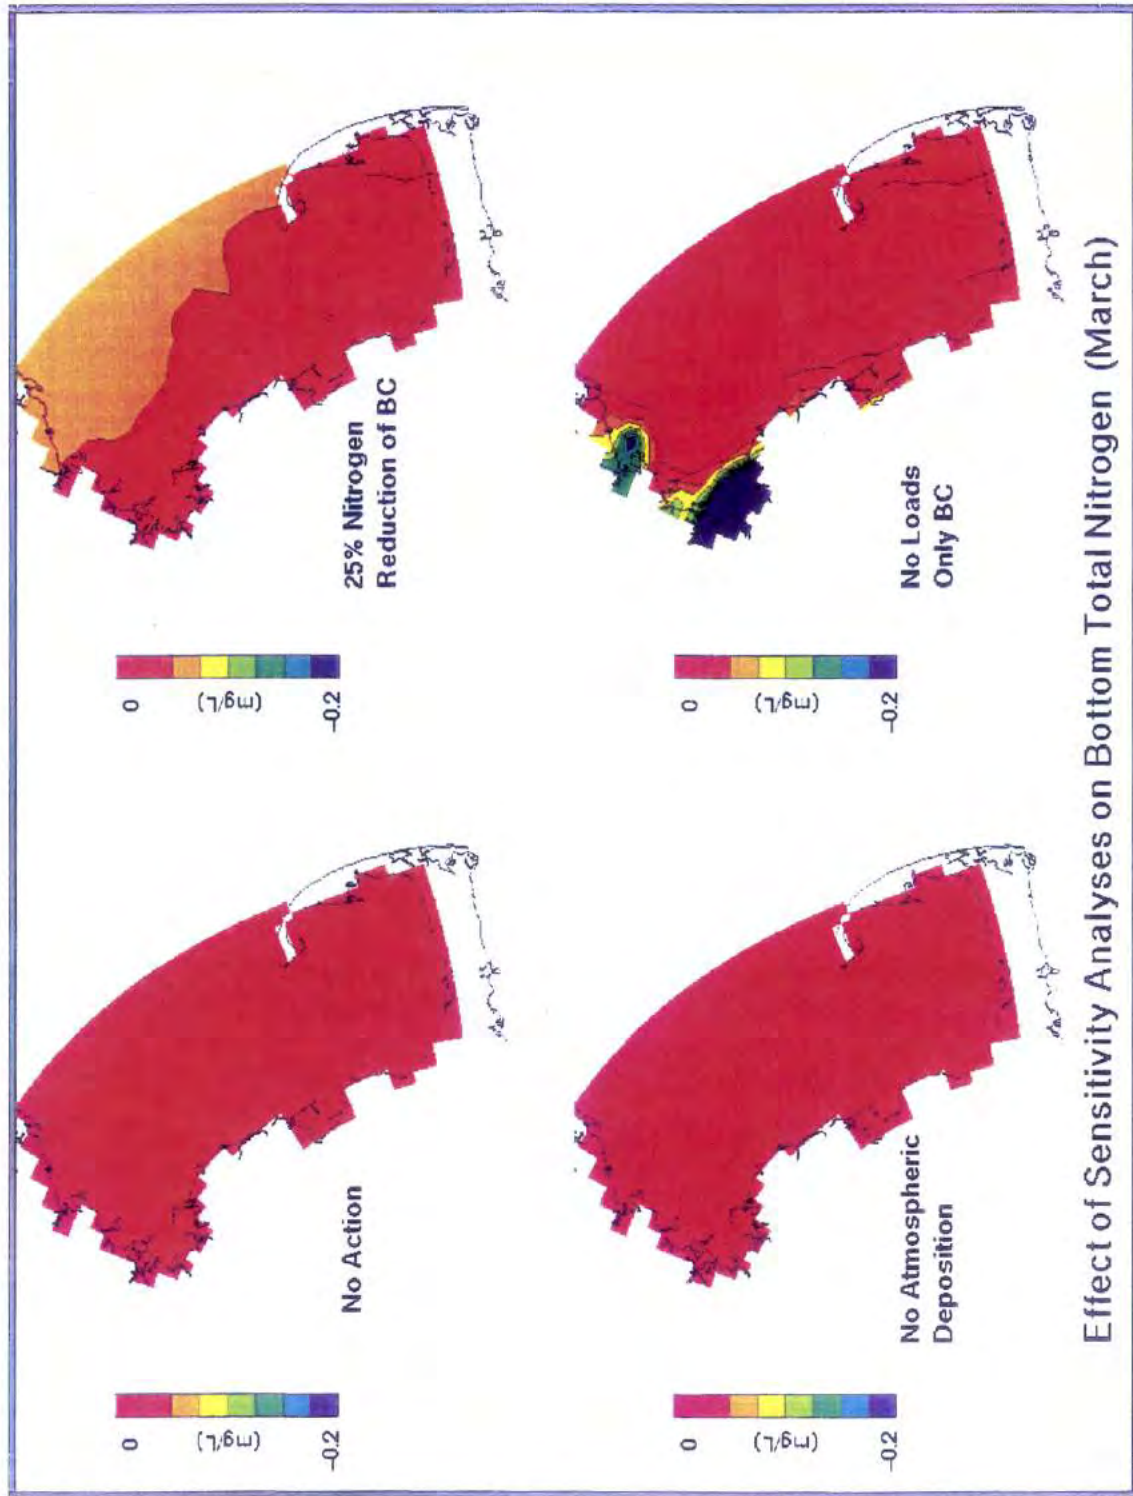 0
(mg/L)
−0.2
No Action
0
(mg/L)
−0.2
25% Nitrogen
Reduction of BC
0
(mg/L)
−0.2
No Atmospheric
Deposition
0
(mg/L)
−0.2
No Loads
Only BC
Effect of Sensitivity Analyses on Bottom Total Nitrogen (March)